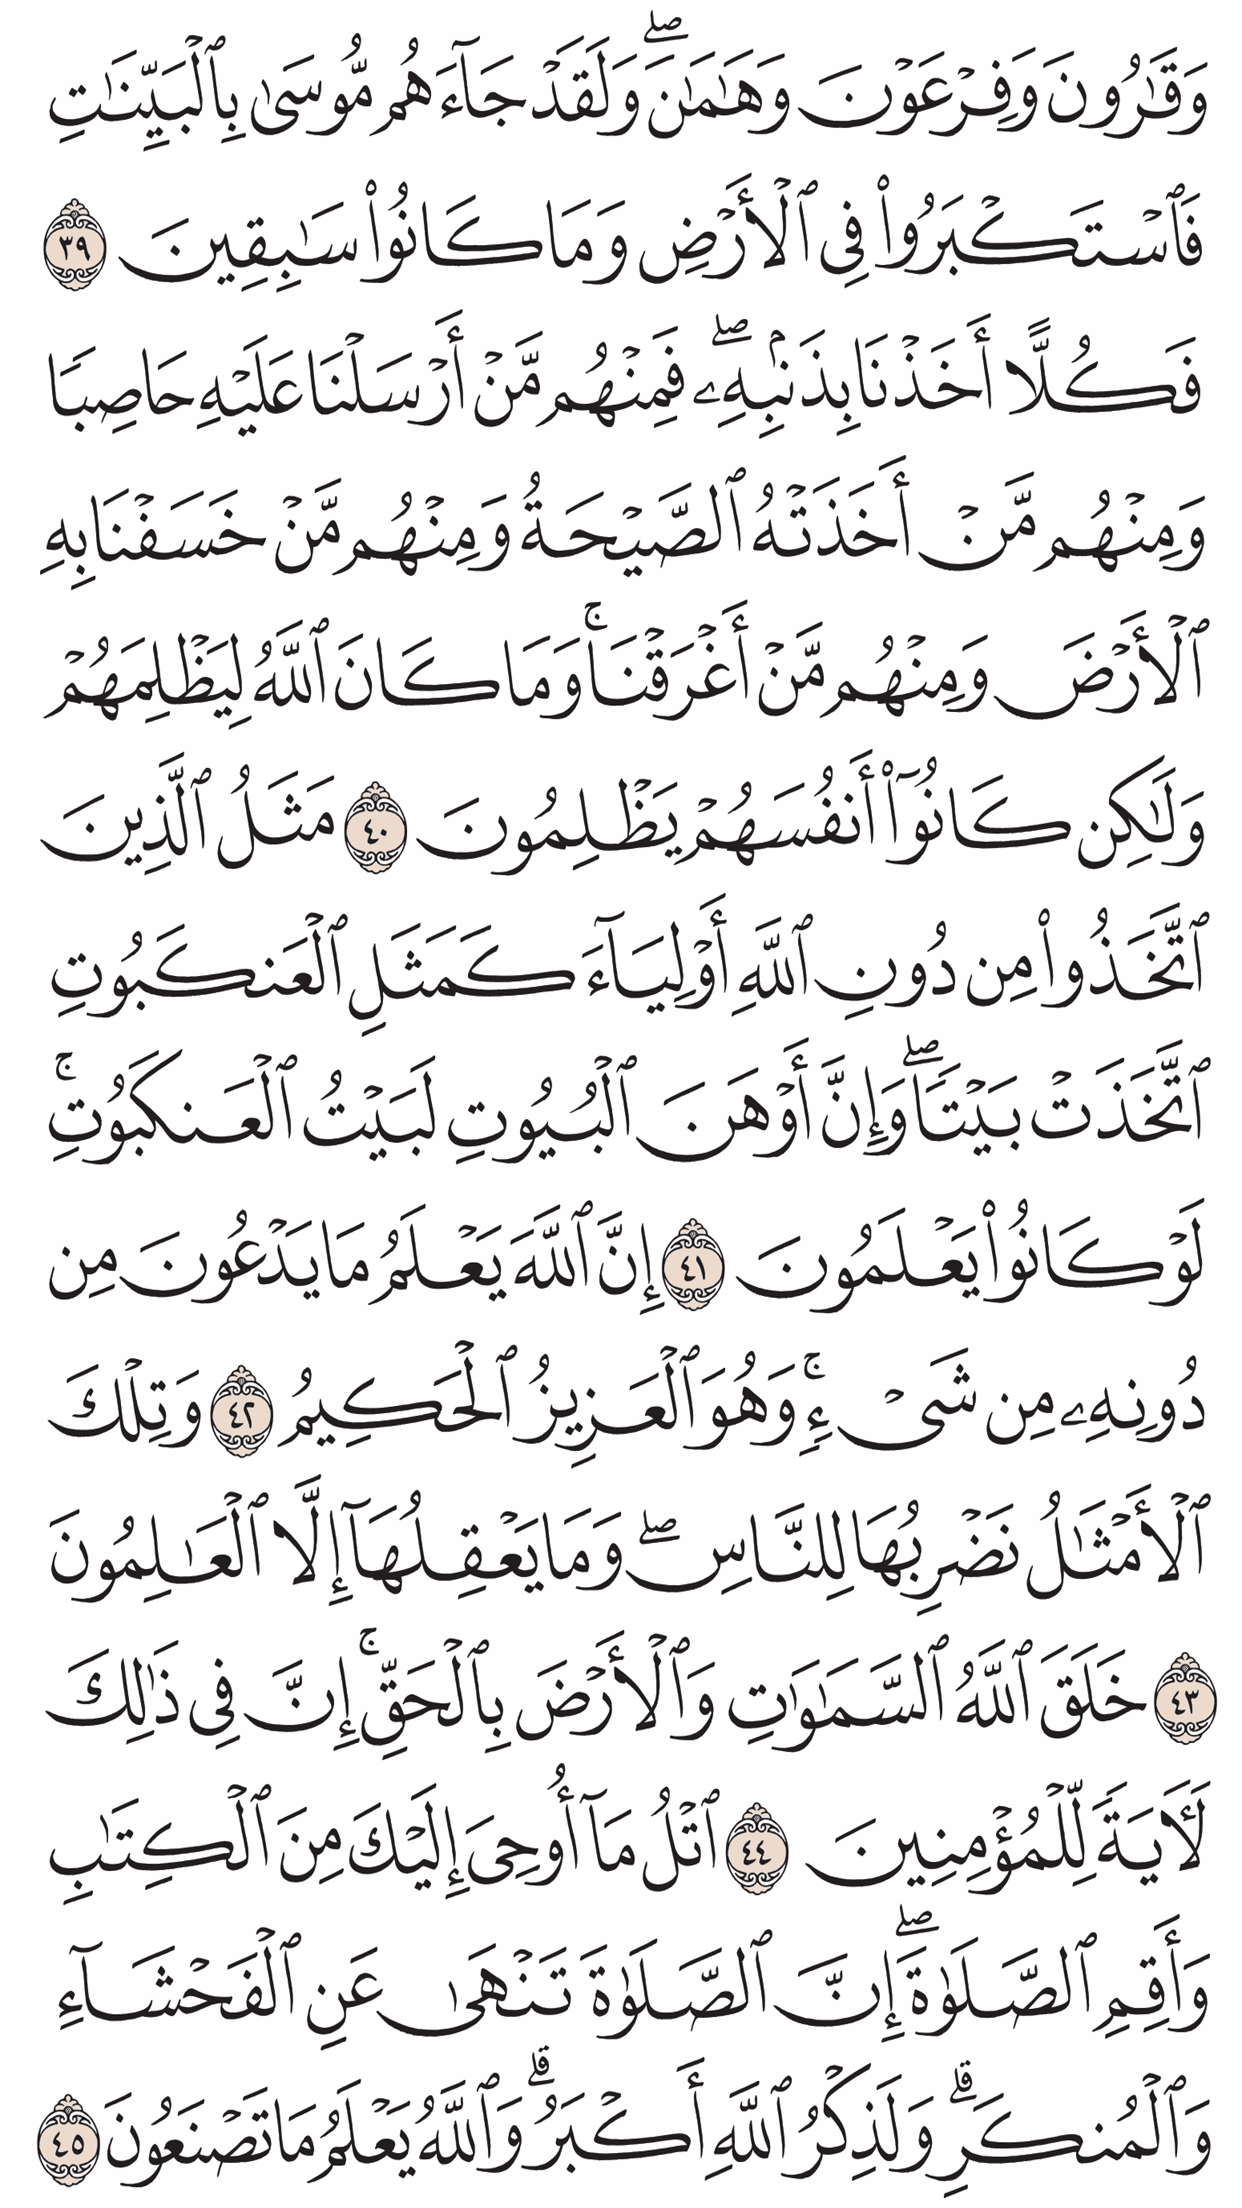 وَقَٰرُونَ وَفِرۡعَوۡنَ وَهَٰمَٰنَۖ وَلَقَدۡ جَآءَهُم مُّوسَىٰ بِٱلۡبَيِّنَٰتِ
فَٱسۡتَكۡبَرُواْ فِي ٱلۡأَرۡضِ وَمَا كَانُواْ سَٰبِقِينَ ٣٩
فَكُلًّا أَخَذۡنَا بِذَنۢبِهِۦۖ فَمِنۡهُم مَّنۡ أَرۡسَلۡنَا عَلَيۡهِ حَاصِبٗا
وَمِنۡهُم مَّنۡ أَخَذَتۡهُ ٱلصَّيۡحَةُ وَمِنۡهُم مَّنۡ خَسَفۡنَا بِهِ
ٱلۡأَرۡضَ وَمِنۡهُم مَّنۡ أَغۡرَقۡنَاۚ وَمَا كَانَ ٱللَّهُ لِيَظۡلِمَهُمۡ
وَلَٰكِن كَانُوٓاْ أَنفُسَهُمۡ يَظۡلِمُونَ ٤٠ مَثَلُ ٱلَّذِينَ
ٱتَّخَذُواْ مِن دُونِ ٱللَّهِ أَوۡلِيَآءَ كَمَثَلِ ٱلۡعَنكَبُوتِ
ٱتَّخَذَتۡ بَيۡتٗاۖ وَإِنَّ أَوۡهَنَ ٱلۡبُيُوتِ لَبَيۡتُ ٱلۡعَنكَبُوتِۚ
لَوۡ كَانُواْ يَعۡلَمُونَ ٤١ إِنَّ ٱللَّهَ يَعۡلَمُ مَا يَدۡعُونَ مِن
دُونِهِۦ مِن شَيۡءٖۚ وَهُوَ ٱلۡعَزِيزُ ٱلۡحَكِيمُ ٤٢ وَتِلۡكَ
ٱلۡأَمۡثَٰلُ نَضۡرِبُهَا لِلنَّاسِۖ وَمَا يَعۡقِلُهَآ إِلَّا ٱلۡعَٰلِمُونَ
٤٣ خَلَقَ ٱللَّهُ ٱلسَّمَٰوَٰتِ وَٱلۡأَرۡضَ بِٱلۡحَقِّۚ إِنَّ فِي ذَٰلِكَ
لَأٓيَةٗ لِّلۡمُؤۡمِنِينَ ٤٤ ٱتۡلُ مَآ أُوحِيَ إِلَيۡكَ مِنَ ٱلۡكِتَٰبِ
وَأَقِمِ ٱلصَّلَوٰةَۖ إِنَّ ٱلصَّلَوٰةَ تَنۡهَىٰ عَنِ ٱلۡفَحۡشَآءِ
وَٱلۡمُنكَرِۗ وَلَذِكۡرُ ٱللَّهِ أَكۡبَرُۗ وَٱللَّهُ يَعۡلَمُ مَا تَصۡنَعُونَ ٤٥